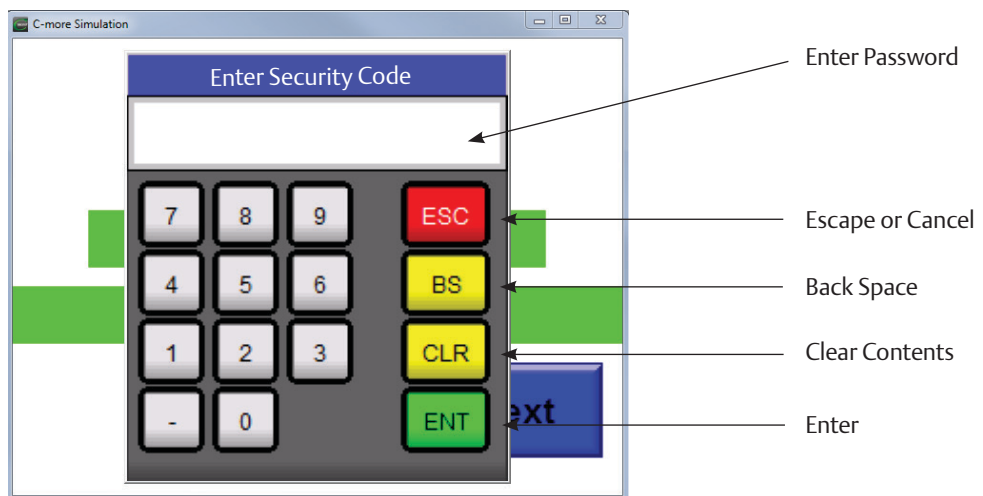 C-more Simulation
Enter Security Code
Enter Password
7 8 9 ESC
Escape or Cancel
4 5 6 BS
Back Space
1 2 3 CLR
Clear Contents
- 0 ENT
ext
Enter